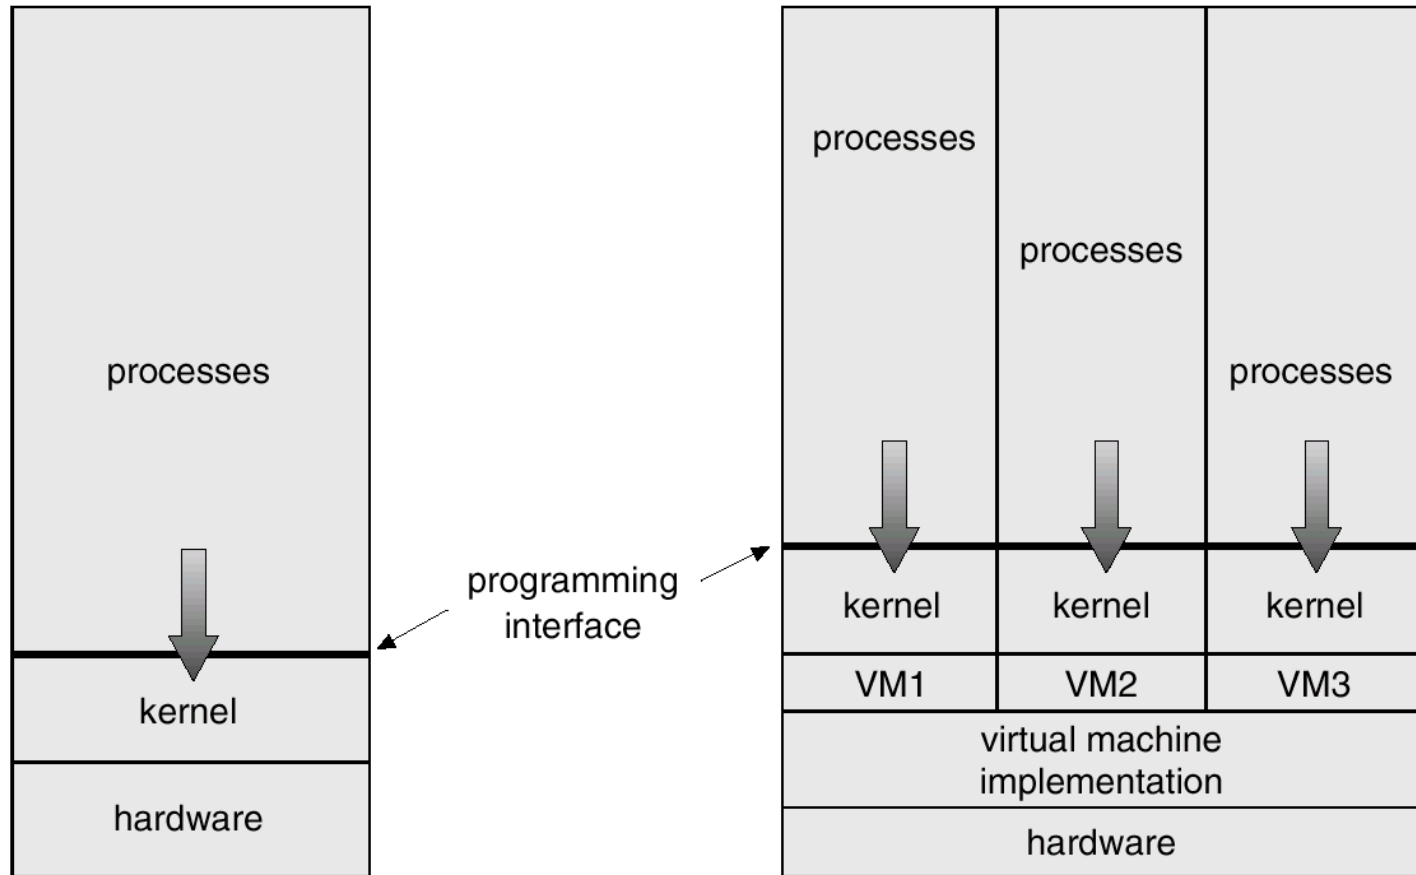 processes
kernel
hardware
programming
interface
processes
processes
processes
kernel
kernel
kernel
VM1
VM2
VM3
virtual machine
implementation
hardware